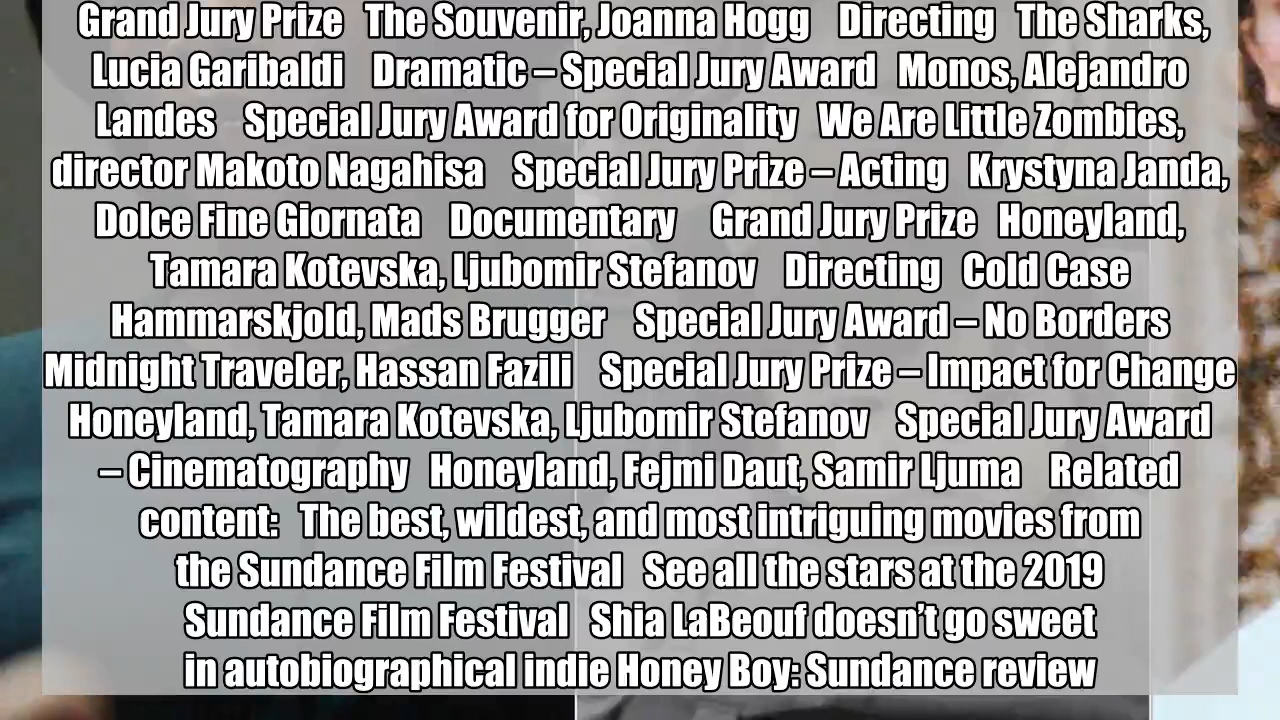 Grand Jury Prize The Souvenir, Joanna Hogg Directing The Sharks,
Lucia Garibaldi Dramatic – Special Jury Award Monos, Alejandro
Landes Special Jury Award for Originality We Are Little Zombies,
director Makoto Nagahisa Special Jury Prize – Acting Krystyna Janda,
Dolce Fine Giornata Documentary Grand Jury Prize Honeyland,
Tamara Kotevska, Ljubomir Stefanov Directing Cold Case
Hammarskjold, Mads Brugger Special Jury Award – No Borders
Midnight Traveler, Hassan Fazili Special Jury Prize – Impact for Change
Honeyland, Tamara Kotevska, Ljubomir Stefanov Special Jury Award
– Cinematography Honeyland, Fejmi Daut, Samir Ljuma Related
content: The best, wildest, and most intriguing movies from
the Sundance Film Festival See all the stars at the 2019
Sundance Film Festival Shia LaBeouf doesn’t go sweet
in autobiographical indie Honey Boy: Sundance review